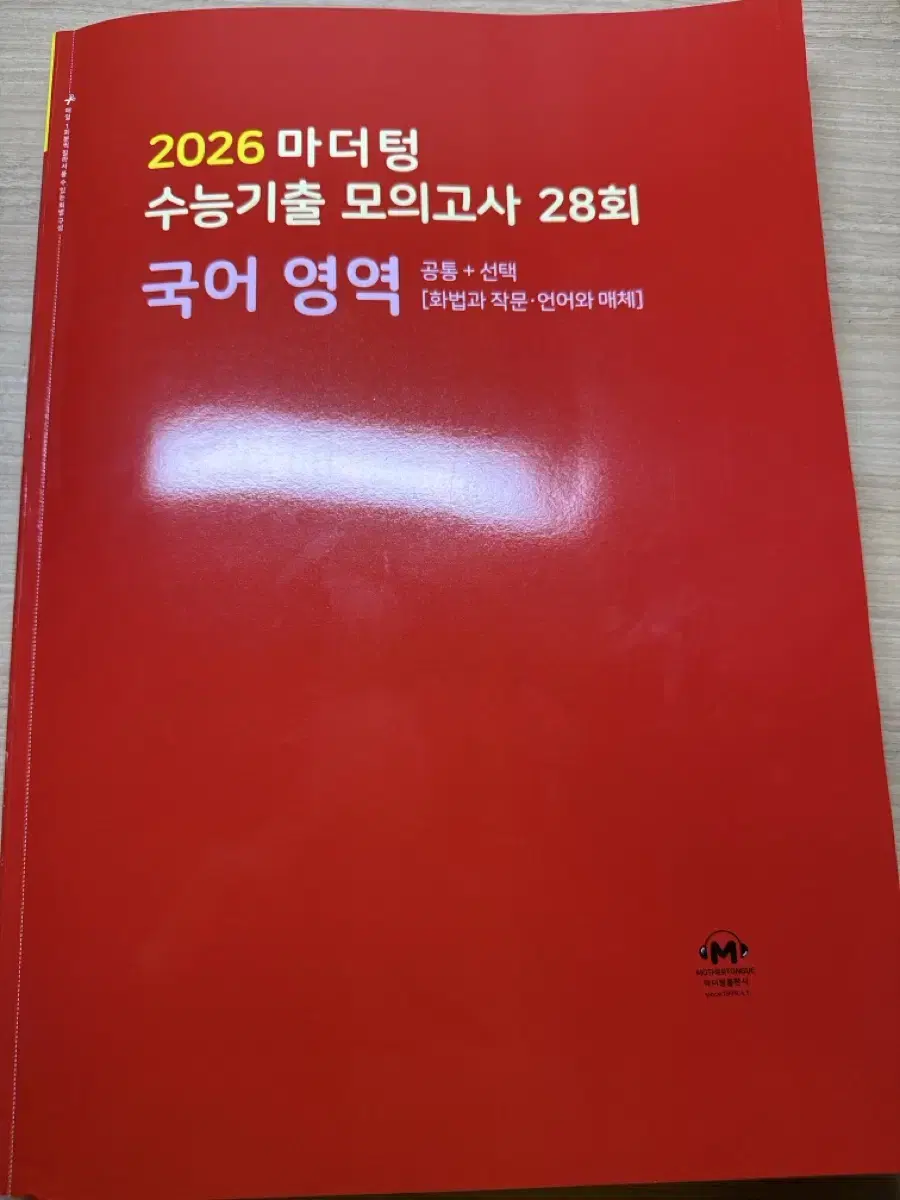 2026 마더텅
수능기출 모의고사 28회
국어 영역
공통 + 선택
[화법과 작문·언어와 매체]
M
MOTHERTONGUE
마더텅출판사